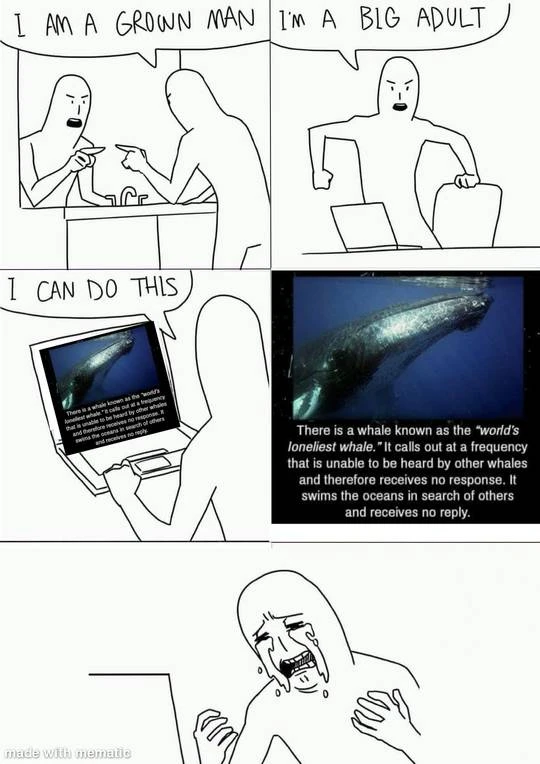 I AM A GROWN MAN
I'M A BIG ADULT
I CAN DO THIS
There is a whale known as the "world's
loneliest whale." It calls out at a frequency
that is unable to be heard by other whales
and therefore receives no response. It
swims the oceans in search of others
and receives no reply.
There is a whale known as the "world's
loneliest whale." It calls out at a frequency
that is unable to be heard by other whales
and therefore receives no response. It
swims the oceans in search of others
and receives no reply.
made with mematic